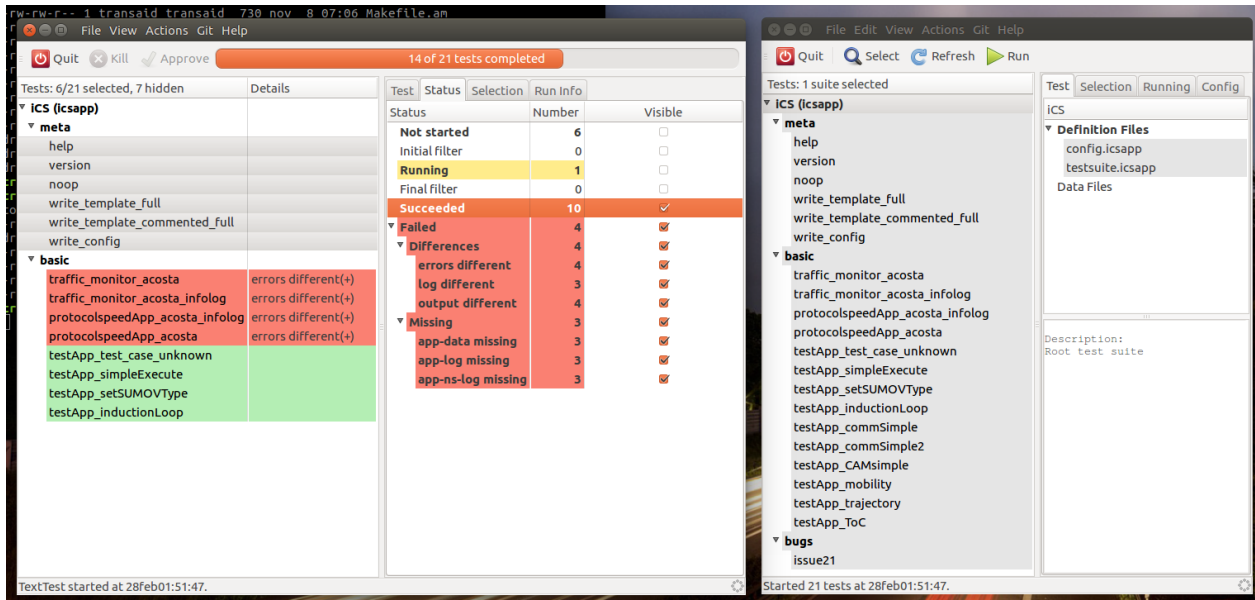 -rw-rw-r-- 1 transaid transaid 730 nov 8 07:06 Makefile.am
File View Actions Git Help
Quit Kill Approve 14 of 21 tests completed
Tests: 6/21 selected, 7 hidden Details
iCS (icsapp)
meta
help
version
noop
write_template_full
write_template_commented_full
write_config
basic
traffic_monitor_acosta errors different(+)
traffic_monitor_acosta_infolog errors different(+)
protocolspeedApp_acosta_infolog errors different(+)
protocolspeedApp_acosta errors different(+)
testApp_test_case_unknown
testApp_simpleExecute
testApp_setSUMOVType
testApp_inductionLoop
TextTest started at 28feb01:51:47.
Test Status Selection Run Info
Status Number Visible
Not started 6
Initial filter 0
Running 1
Final filter 0
Succeeded 10
Failed 4
Differences 4
errors different 4
log different 3
output different 4
Missing 3
app-data missing 3
app-log missing 3
app-ns-log missing 3
File Edit View Actions Git Help
Quit Select Refresh Run
Tests: 1 suite selected
iCS (icsapp)
meta
help
version
noop
write_template_full
write_template_commented_full
write_config
basic
traffic_monitor_acosta
traffic_monitor_acosta_infolog
protocolspeedApp_acosta_infolog
protocolspeedApp_acosta
testApp_test_case_unknown
testApp_simpleExecute
testApp_setSUMOVType
testApp_inductionLoop
testApp_commSimple
testApp_commSimple2
testApp_CAMsimple
testApp_mobility
testApp_trajectory
testApp_ToC
bugs
issue21
Started 21 tests at 28feb01:51:47.
Test Selection Running Config
iCS
Definition Files
config.icsapp
testsuite.icsapp
Data Files
Description:
Root test suite